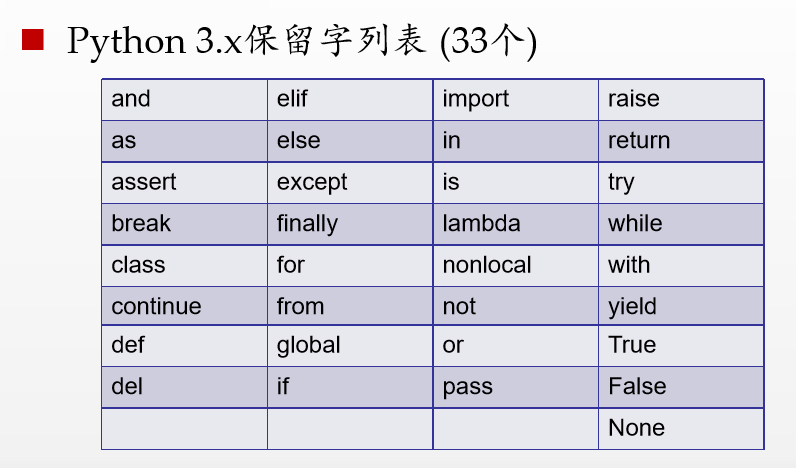 Python 3.x保留字列表 (33个)
and elif import raise
as else in return
assert except is try
break finally lambda while
class for nonlocal with
continue from not yield
def global or True
del if pass False
None